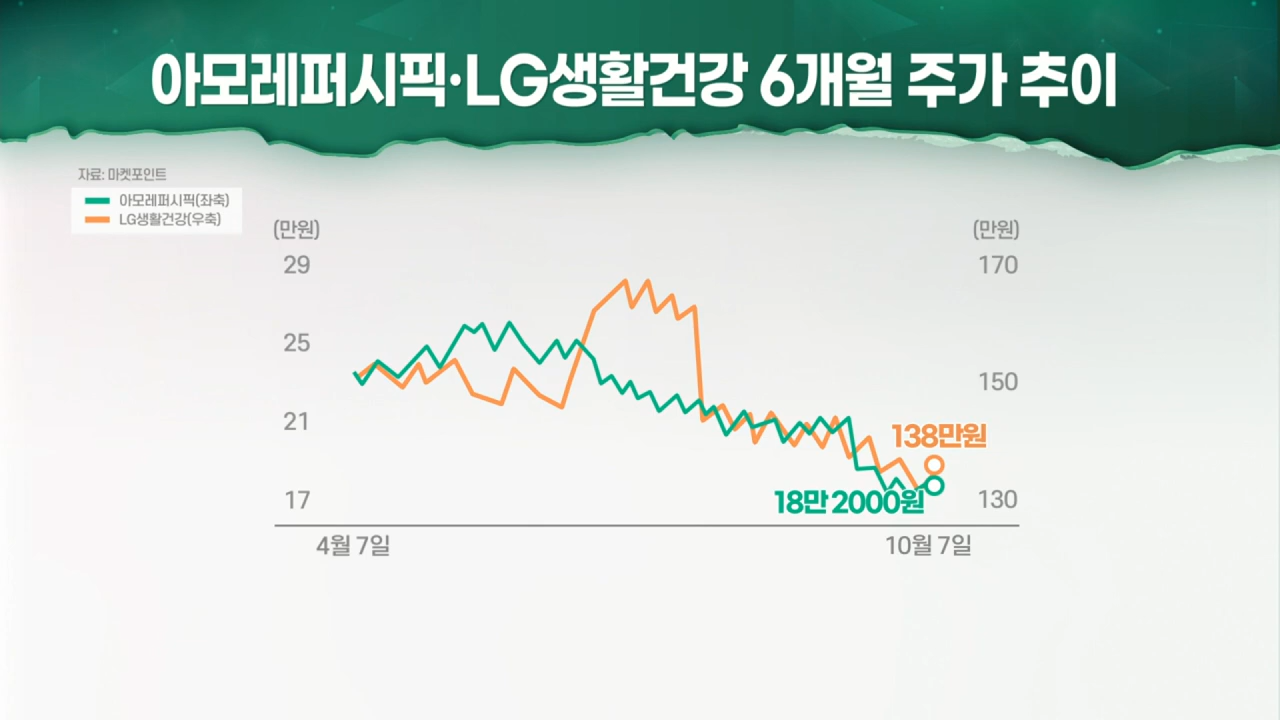 아모레퍼시픽·LG생활건강 6개월 주가 추이
자료: 마켓포인트
아모레퍼시픽(좌축)
LG생활건강(우축)
(만원)
(만원)
29
170
25
150
21
138만원
18만 2000원
17
130
4월 7일
10월 7일